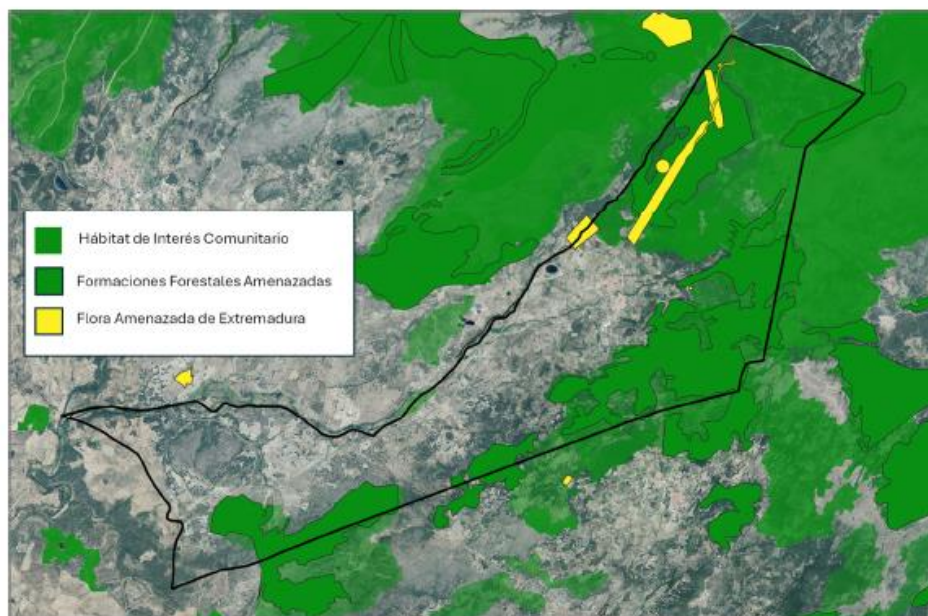 Hábitat de Interés Comunitario
Formaciones Forestales Amenazadas
Flora Amenazada de Extremadura